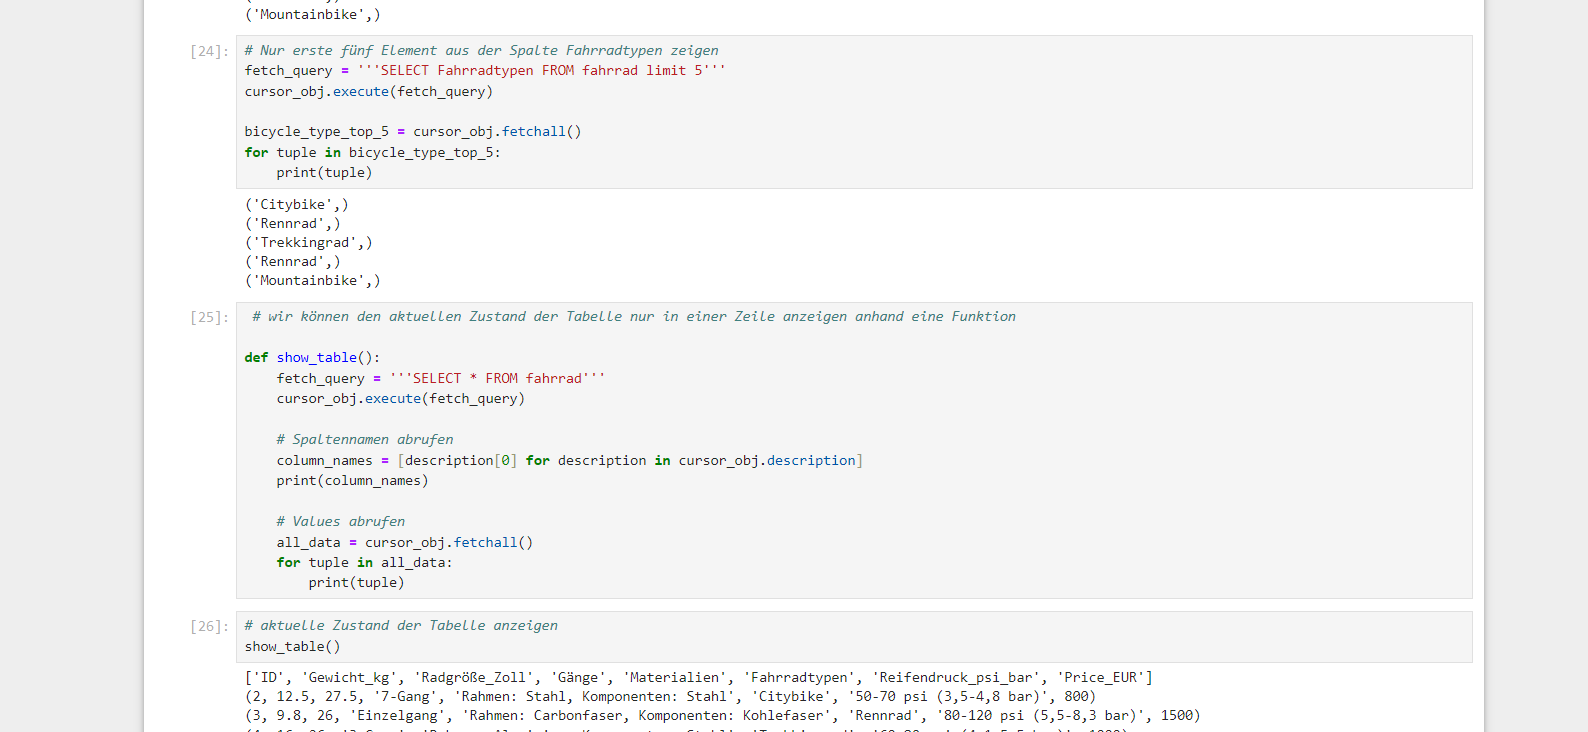 ('Mountainbike',)
[24]:
# Nur erste fünf Element aus der Spalte Fahrradtypen zeigen
fetch_query = '''SELECT Fahrradtypen FROM fahrrad limit 5'''
cursor_obj.execute(fetch_query)
bicycle_type_top_5 = cursor_obj.fetchall()
for tuple in bicycle_type_top_5:
    print(tuple)
('Citybike',)
('Rennrad',)
('Trekkingrad',)
('Rennrad',)
('Mountainbike',)
[25]:
# wir können den aktuellen Zustand der Tabelle nur in einer Zeile anzeigen anhand eine Funktion
def show_table():
    fetch_query = '''SELECT * FROM fahrrad'''
    cursor_obj.execute(fetch_query)
    # Spaltennamen abrufen
    column_names = [description[0] for description in cursor_obj.description]
    print(column_names)
    # Values abrufen
    all_data = cursor_obj.fetchall()
    for tuple in all_data:
        print(tuple)
[26]:
# aktuelle Zustand der Tabelle anzeigen
show_table()
['ID', 'Gewicht_kg', 'Radgröße_Zoll', 'Gänge', 'Materialien', 'Fahrradtypen', 'Reifendruck_psi_bar', 'Price_EUR']
(2, 12.5, 27.5, '7-Gang', 'Rahmen: Stahl, Komponenten: Stahl', 'Citybike', '50-70 psi (3,5-4,8 bar)', 800)
(3, 9.8, 26, 'Einzelgang', 'Rahmen: Carbonfaser, Komponenten: Kohlefaser', 'Rennrad', '80-120 psi (5,5-8,3 bar)', 1500)